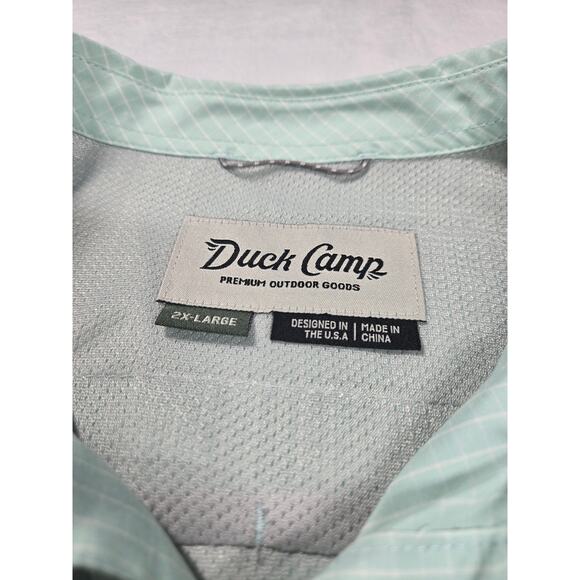 Duck Camp
PREMIUM OUTDOOR GOODS
2X-LARGE
DESIGNED IN
THE U.S.A
MADE IN
CHINA